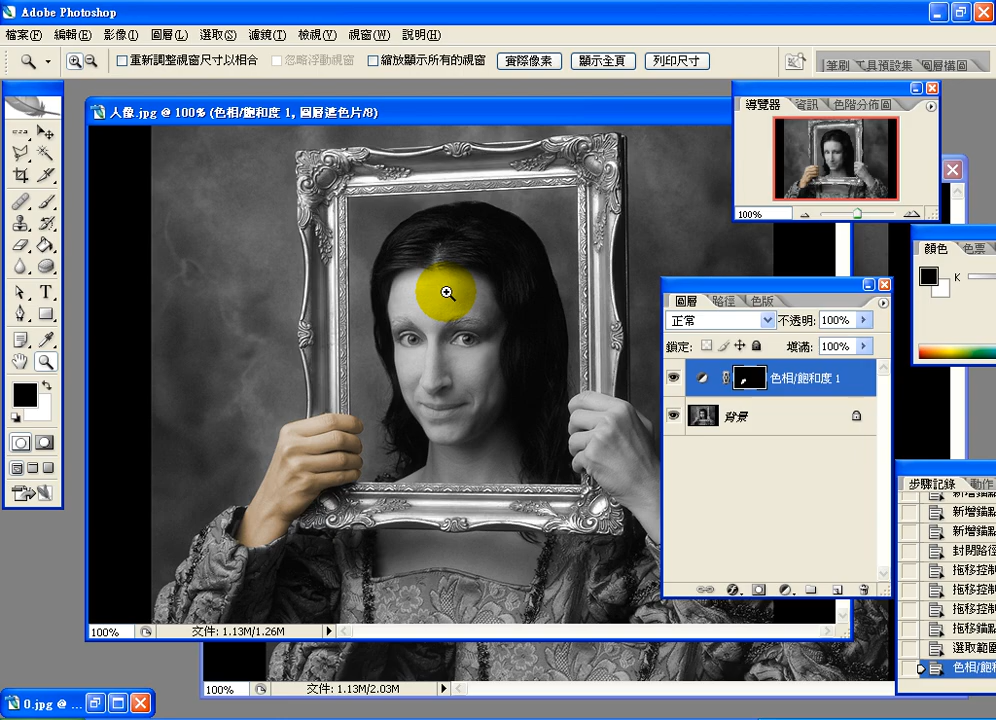 Adobe Photoshop
檔案(F) 編輯(E) 影像(I) 圖層(L) 選取(S) 濾鏡(T) 檢視(V) 視窗(W) 說明(H)
重新調整視窗尺寸以相合 忽略浮動視窗 縮放顯示所有的視窗 實際像素 顯示全頁 列印尺寸
筆刷 工具預設集 圖層構圖
人像.jpg @ 100% (色相/飽和度 1, 圖層遮色片/8)
導覽器 資訊 色階分佈圖
100%
顏色 色票
K
圖層 路徑 色版
正常 不透明: 100%
鎖定: 填滿: 100%
色相/飽和度 1
背景
步驟記錄 動作
新增錨
新增錨
新增錨
封閉路徑
拖移控制
拖移控制
拖移控制
拖移錨
選取範圍
色相/飽和
100% 文件: 1.13M/1.26M
100% 文件: 1.13M/2.03M
0.jpg @ ...
T